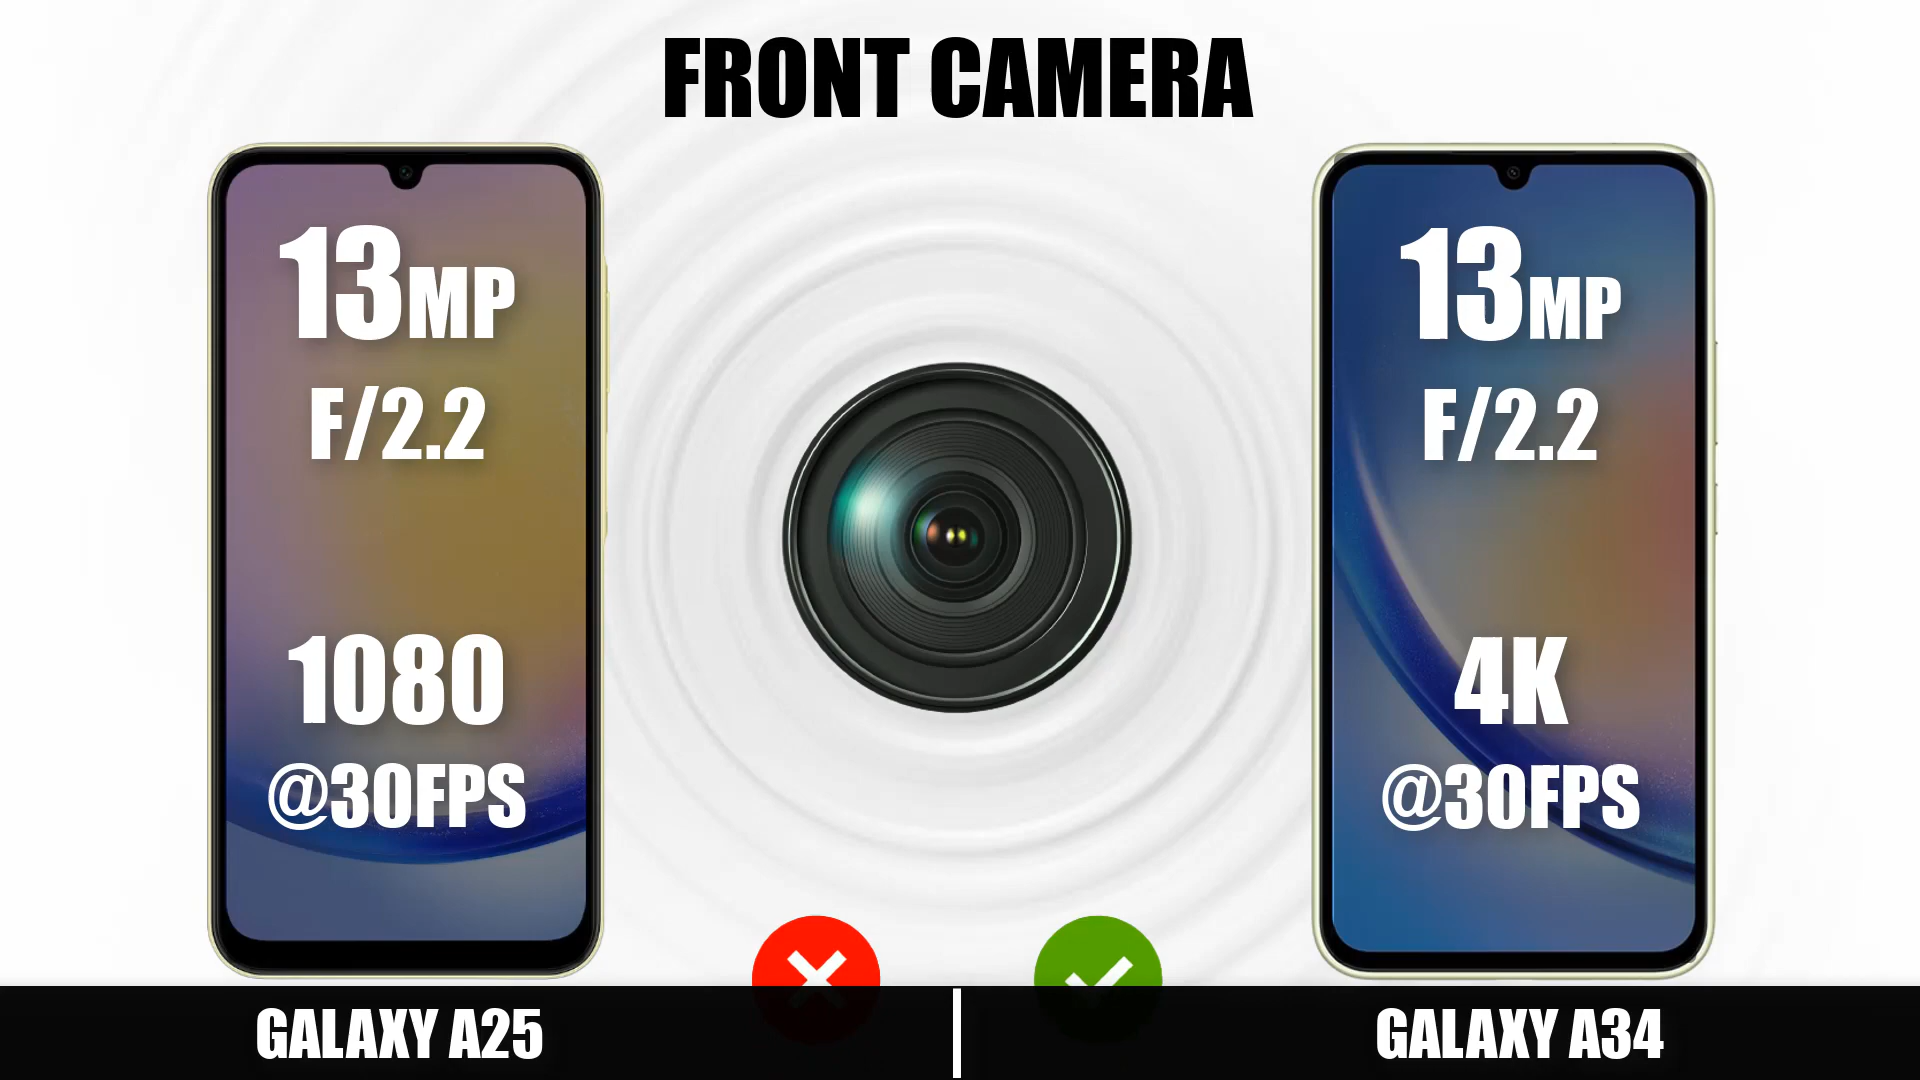 FRONT CAMERA
13MP
F/2.2
1080
@30FPS
13MP
F/2.2
4K
@30FPS
GALAXY A25
GALAXY A34